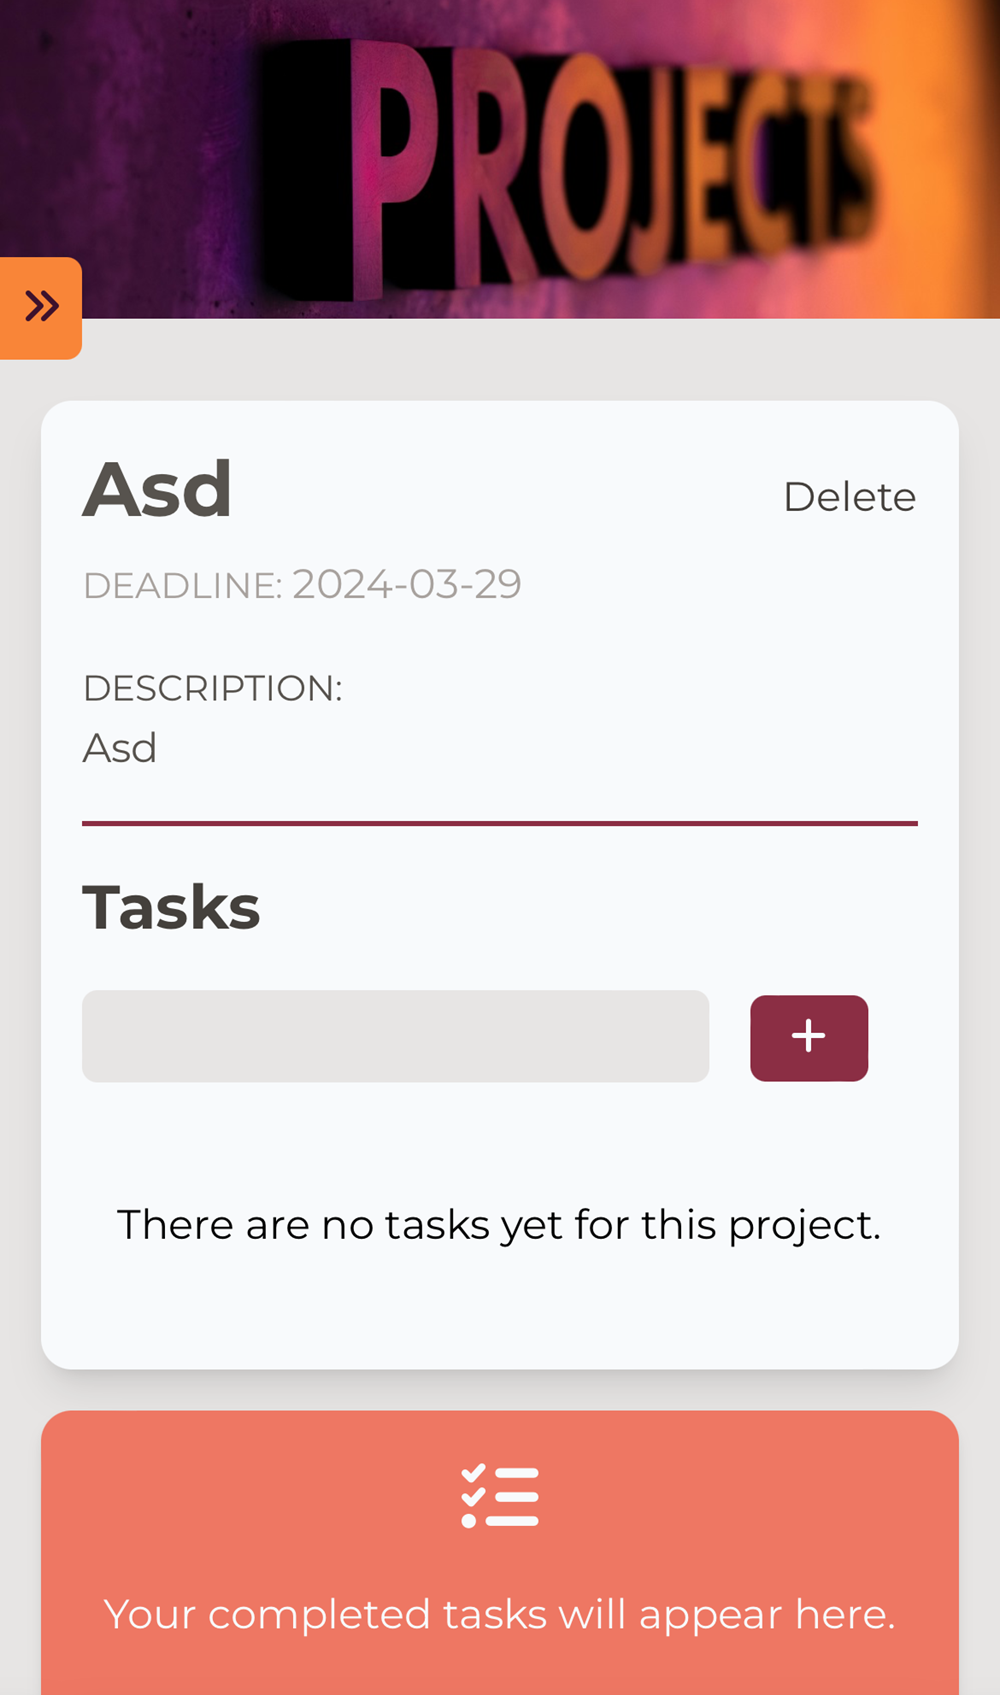 PROJECTS
Asd
Delete
DEADLINE: 2024-03-29
DESCRIPTION:
Asd
Tasks
There are no tasks yet for this project.
Your completed tasks will appear here.